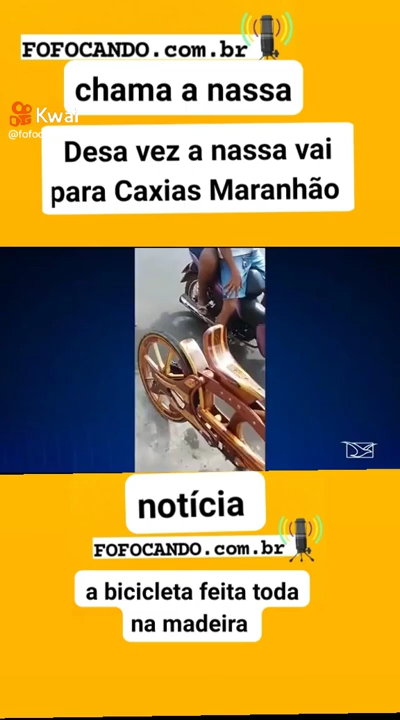 FOFOCANDO.com.br
chama a nassa
Kwai
Desa vez a nassa vai
para Caxias Maranhão
notícia
FOFOCANDO.com.br
a bicicleta feita toda
na madeira